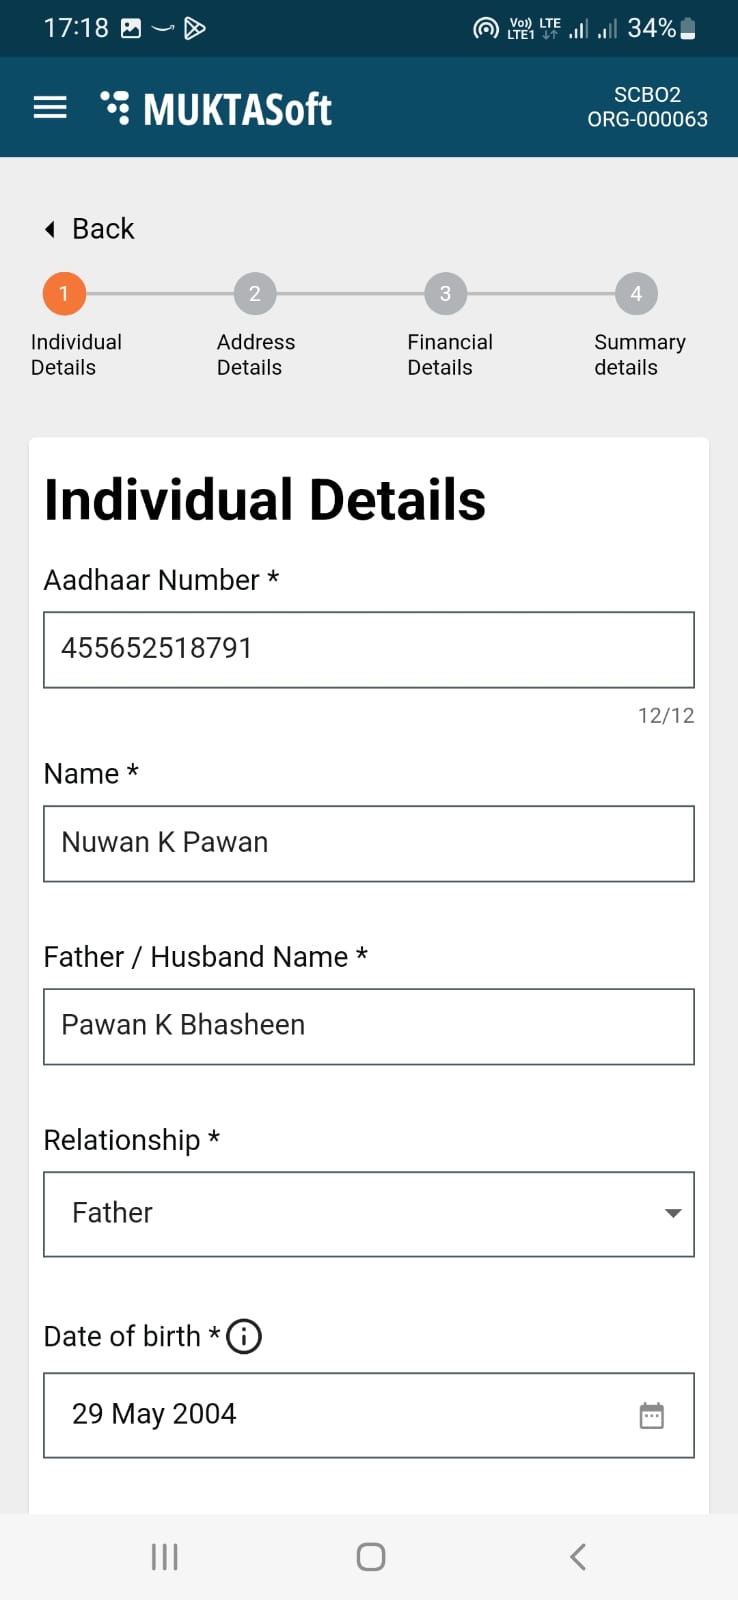 17:18 Vo)) LTE LTE1 34%
MUKTASoft
SCBO2
ORG-000063
Back
1 2 3 4
Individual Details
Address Details
Financial Details
Summary details
Individual Details
Aadhaar Number *
455652518791
12/12
Name *
Nuwan K Pawan
Father / Husband Name *
Pawan K Bhasheen
Relationship *
Father
Date of birth *
29 May 2004